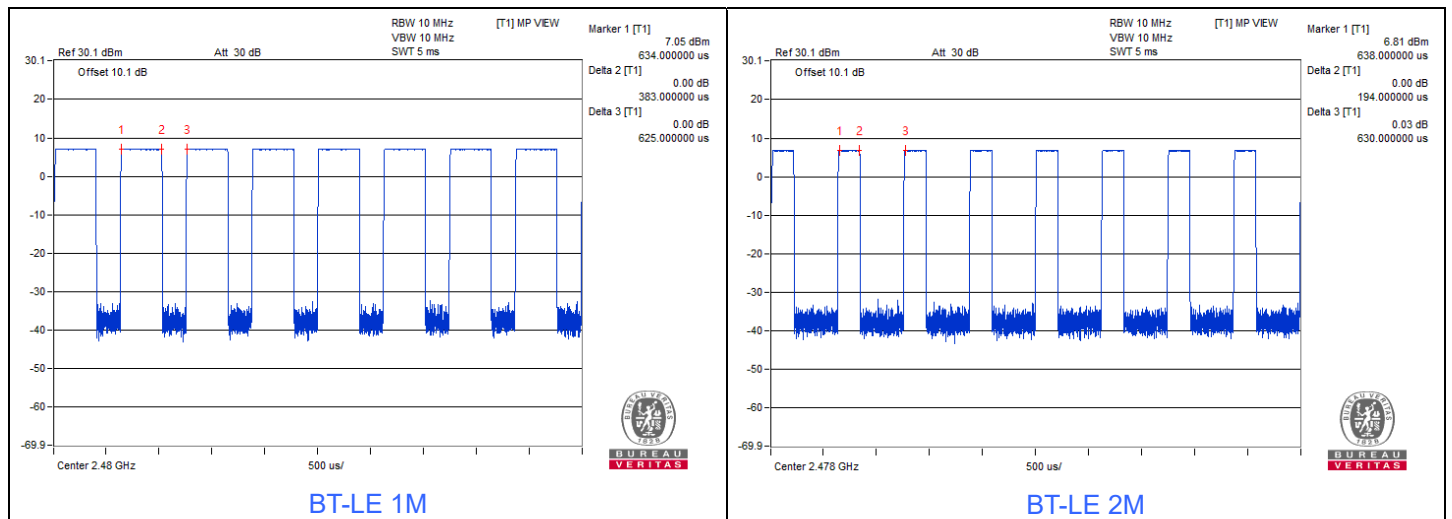 RBW 10 MHz [T1] MP VIEW
VBW 10 MHz
Ref 30.1 dBm Att 30 dB SWT 5 ms
Marker 1 [T1]
7.05 dBm
634.000000 us
Delta 2 [T1]
0.00 dB
383.000000 us
Delta 3 [T1]
0.00 dB
625.000000 us
30.1
Offset 10.1 dB
20
10
0
-10
-20
-30
-40
-50
-60
-69.9
1 2 3
Center 2.48 GHz 500 us/
BUREAU VERITAS
1828
BUREAU
VERITAS
BT-LE 1M
RBW 10 MHz [T1] MP VIEW
VBW 10 MHz
Ref 30.1 dBm Att 30 dB SWT 5 ms
Marker 1 [T1]
6.81 dBm
638.000000 us
Delta 2 [T1]
0.00 dB
194.000000 us
Delta 3 [T1]
0.03 dB
630.000000 us
30.1
Offset 10.1 dB
20
10
0
-10
-20
-30
-40
-50
-60
-69.9
1 2 3
Center 2.478 GHz 500 us/
BUREAU VERITAS
1828
BUREAU
VERITAS
BT-LE 2M